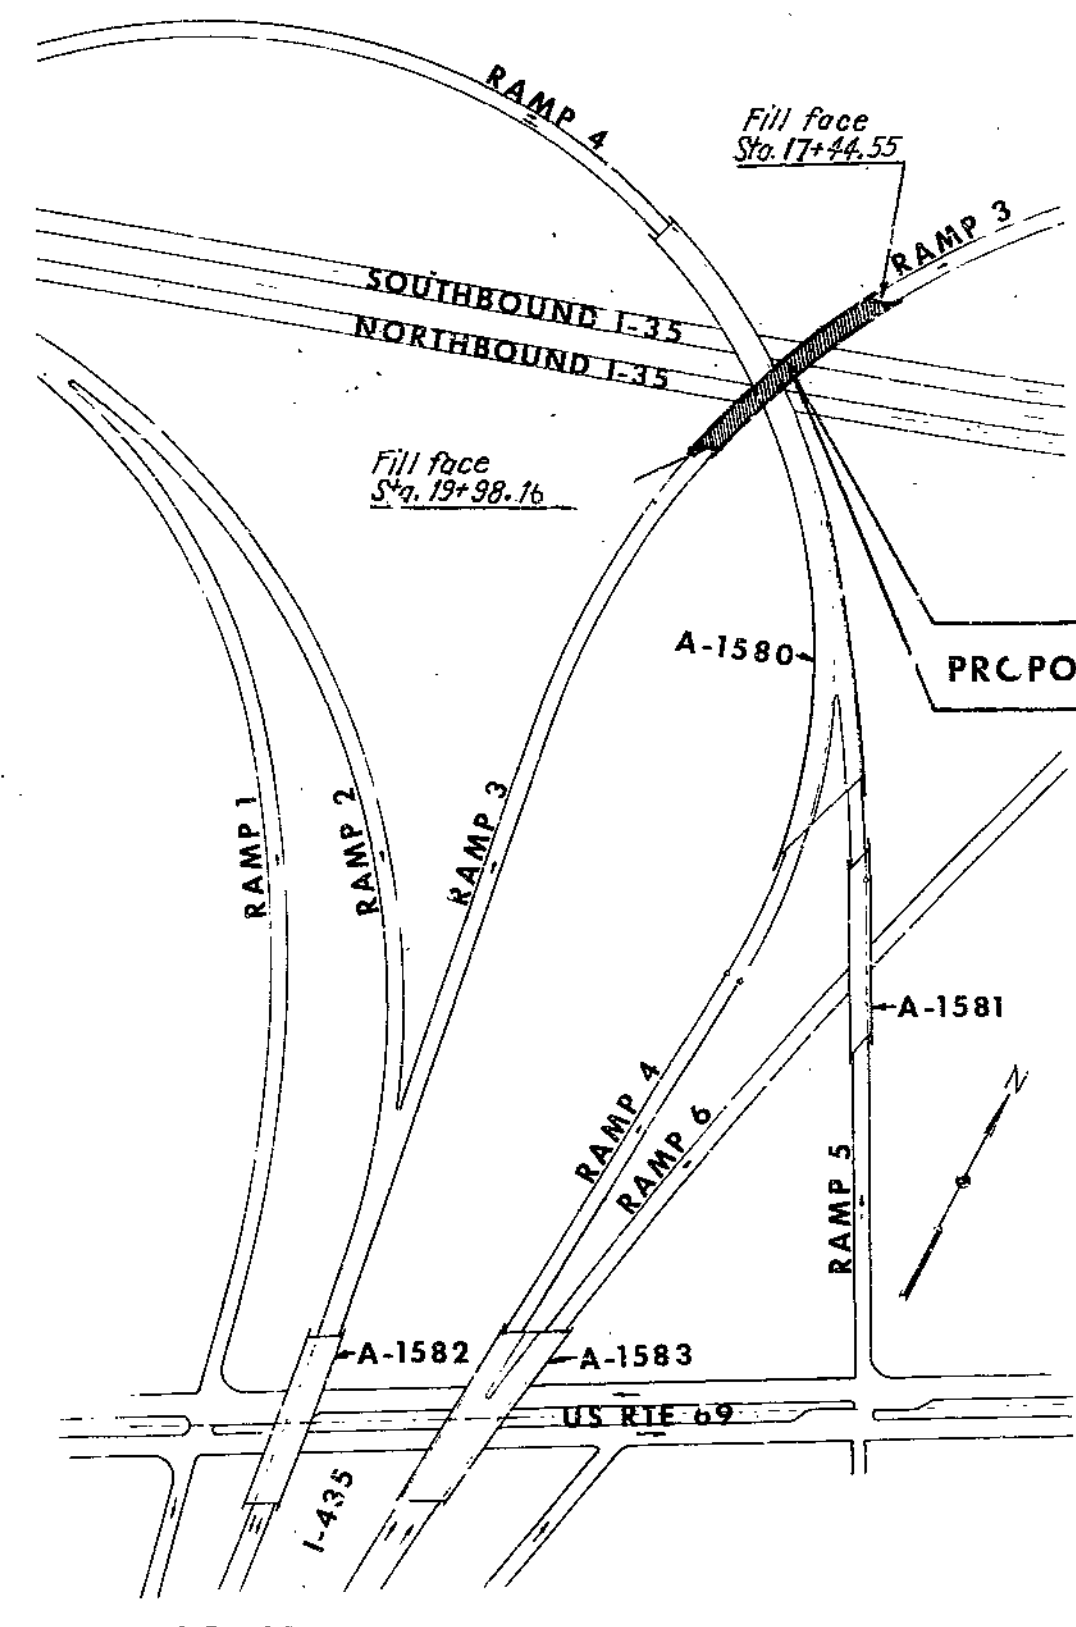 RAMP 4
Fill face
Sta. 17+44.55
RAMP 3
SOUTHBOUND I-35
NORTHBOUND I-35
Fill face
Sta. 19+98.16
A-1580
PROPO
RAMP 1
RAMP 2
RAMP 3
A-1581
N
RAMP 4
RAMP 6
RAMP 5
A-1582
A-1583
US RTE 69
I-435